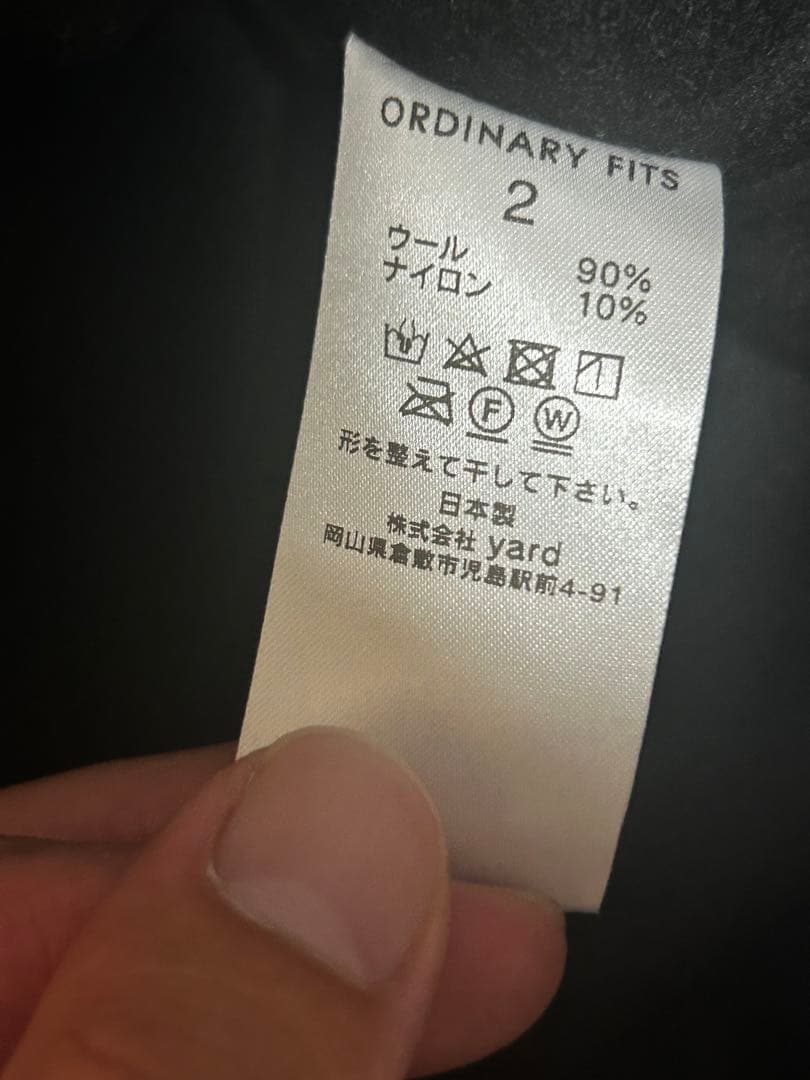 ORDINARY FITS
2
ウール 90%
ナイロン 10%
F W
形を整えて干して下さい。
日本製
株式会社 yard
岡山県倉敷市児島駅前4-91